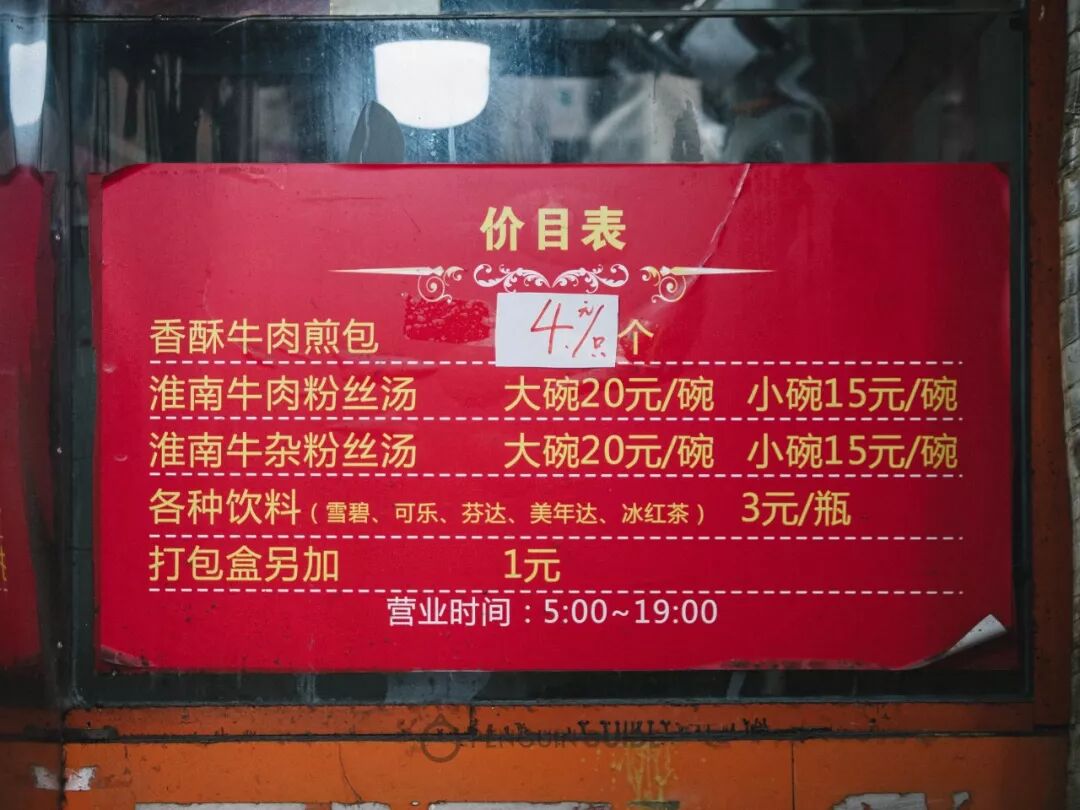 价目表
香酥牛肉煎包 4.元/只 个
淮南牛肉粉丝汤 大碗20元/碗 小碗15元/碗
淮南牛杂粉丝汤 大碗20元/碗 小碗15元/碗
各种饮料（雪碧、可乐、芬达、美年达、冰红茶） 3元/瓶
打包盒另加 1元
营业时间：5:00~19:00
PENGUIN GUIDE